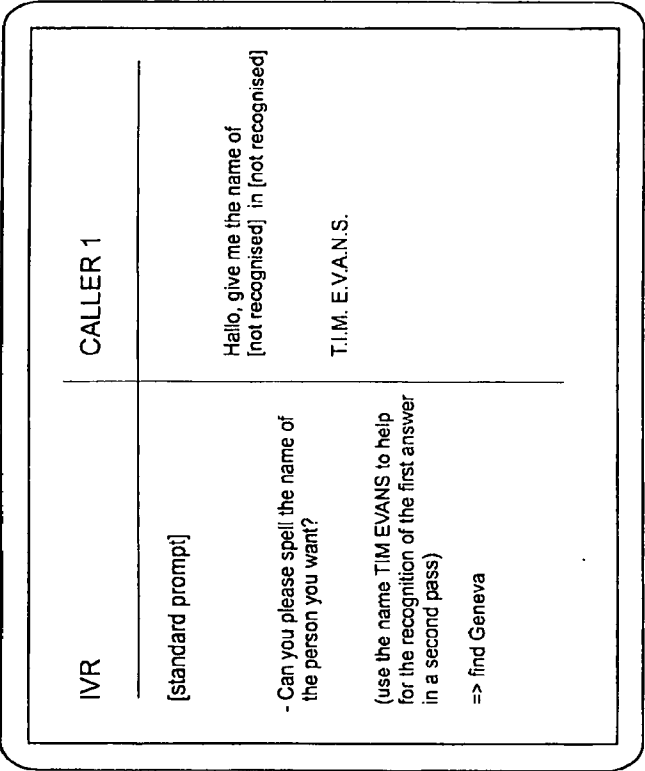 IVR
CALLER 1
[standard prompt]
Hallo, give me the name of
[not recognised] in [not recognised]
- Can you please spell the name of
the person you want?
T.I.M. E.V.A.N.S.
(use the name TIM EVANS to help
for the recognition of the first answer
in a second pass)
=> find Geneva